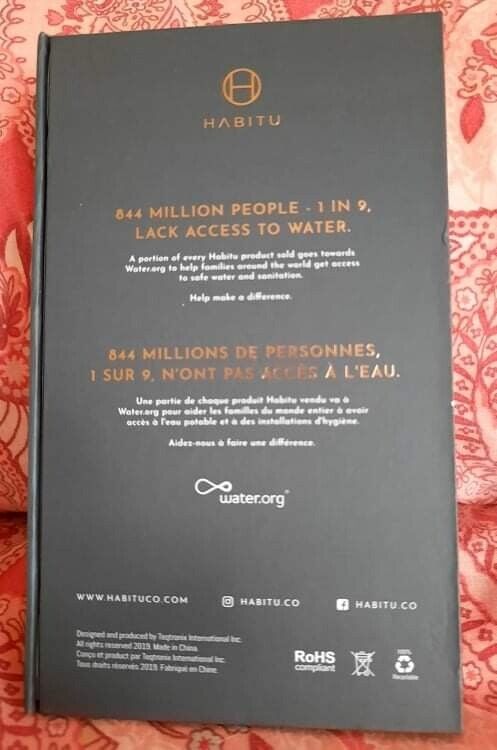 HABITU
844 MILLION PEOPLE - 1 IN 9,
LACK ACCESS TO WATER.
A portion of every Habitu product sold goes towards
Water.org to help families around the world get access
to safe water and sanitation.
Help make a difference.
844 MILLIONS DE PERSONNES,
1 SUR 9, N'ONT PAS ACCÈS À L'EAU.
Une partie de chaque produit Habitu vendu va à
Water.org pour aider les familles du monde entier à avoir
accès à l'eau potable et à des installations d'hygiène.
Aidez-nous à faire une différence.
water.org®
WWW.HABITUCO.COM HABITU.CO HABITU.CO
Designed and produced by Teqtronix International Inc.
All rights reserved 2019. Made in China.
Conçu et produit par Teqtronix International Inc.
Tous droits réservés 2019. Fabriqué en Chine.
RoHS
compliant
100%
Recyclable